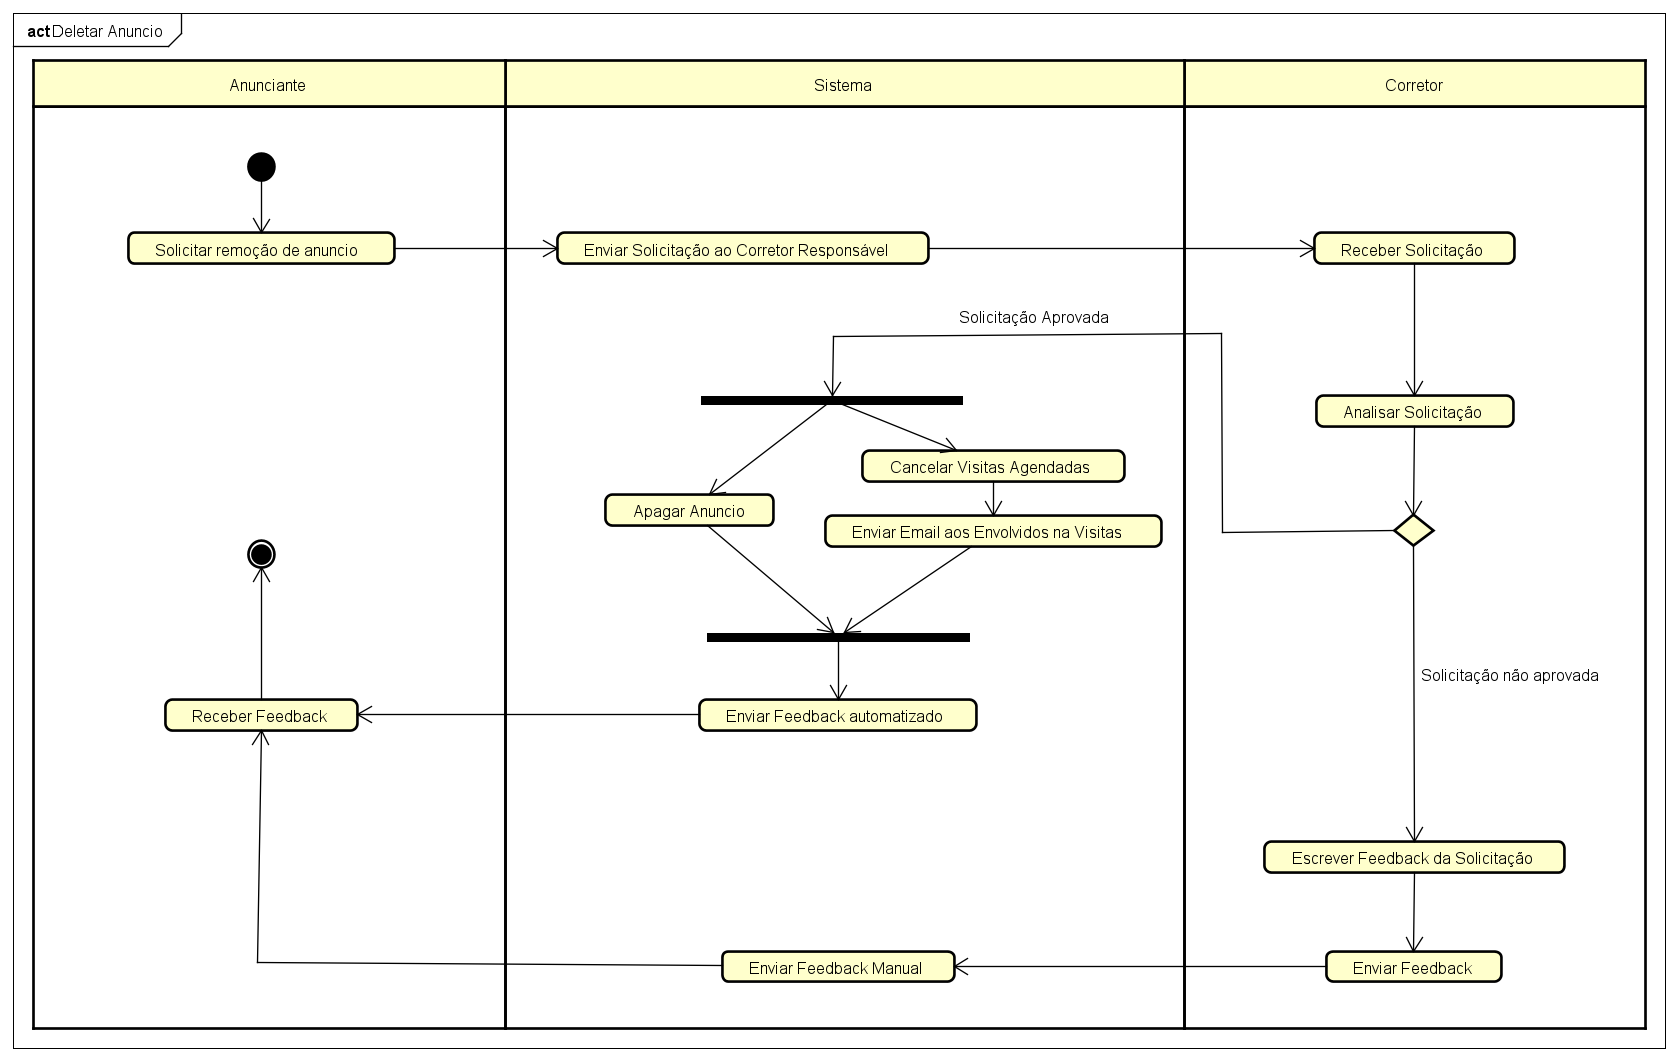 act Deletar Anuncio
Anunciante
Sistema
Corretor
Solicitar remoção de anuncio
Enviar Solicitação ao Corretor Responsável
Receber Solicitação
Solicitação Aprovada
Analisar Solicitação
Cancelar Visitas Agendadas
Apagar Anuncio
Enviar Email aos Envolvidos na Visitas
Solicitação não aprovada
Receber Feedback
Enviar Feedback automatizado
Escrever Feedback da Solicitação
Enviar Feedback Manual
Enviar Feedback